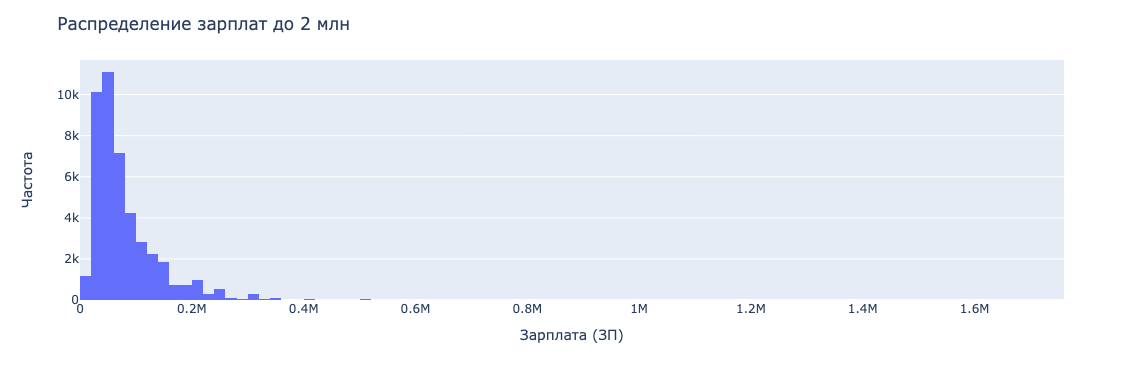 Распределение зарплат до 2 млн
10k
8k
6k
4k
2k
0
Частота
0 0.2M 0.4M 0.6M 0.8M 1M 1.2M 1.4M 1.6M
Зарплата (ЗП)